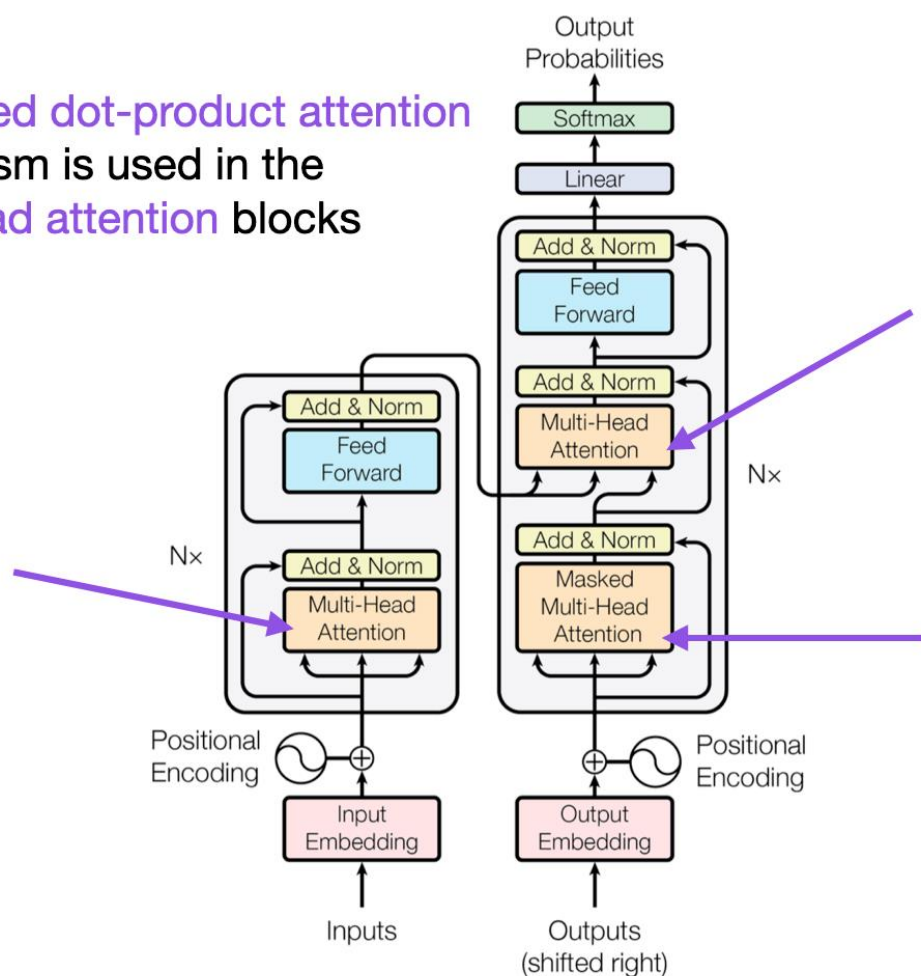 ed dot-product attention
sm is used in the
ad attention blocks
Output
Probabilities
Softmax
Linear
Add & Norm
Feed
Forward
Add & Norm
Multi-Head
Attention
Nx
Add & Norm
Masked
Multi-Head
Attention
Add & Norm
Feed
Forward
Nx
Add & Norm
Multi-Head
Attention
Positional
Encoding
Positional
Encoding
Input
Embedding
Output
Embedding
Inputs
Outputs
(shifted right)